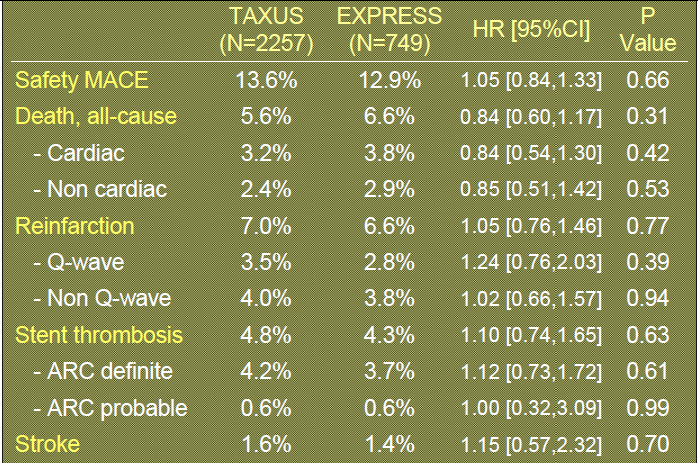 TAXUS (N=2257) EXPRESS (N=749) HR [95%CI] P Value
Safety MACE 13.6% 12.9% 1.05 [0.84,1.33] 0.66
Death, all-cause 5.6% 6.6% 0.84 [0.60,1.17] 0.31
- Cardiac 3.2% 3.8% 0.84 [0.54,1.30] 0.42
- Non cardiac 2.4% 2.9% 0.85 [0.51,1.42] 0.53
Reinfarction 7.0% 6.6% 1.05 [0.76,1.46] 0.77
- Q-wave 3.5% 2.8% 1.24 [0.76,2.03] 0.39
- Non Q-wave 4.0% 3.8% 1.02 [0.66,1.57] 0.94
Stent thrombosis 4.8% 4.3% 1.10 [0.74,1.65] 0.63
- ARC definite 4.2% 3.7% 1.12 [0.73,1.72] 0.61
- ARC probable 0.6% 0.6% 1.00 [0.32,3.09] 0.99
Stroke 1.6% 1.4% 1.15 [0.57,2.32] 0.70